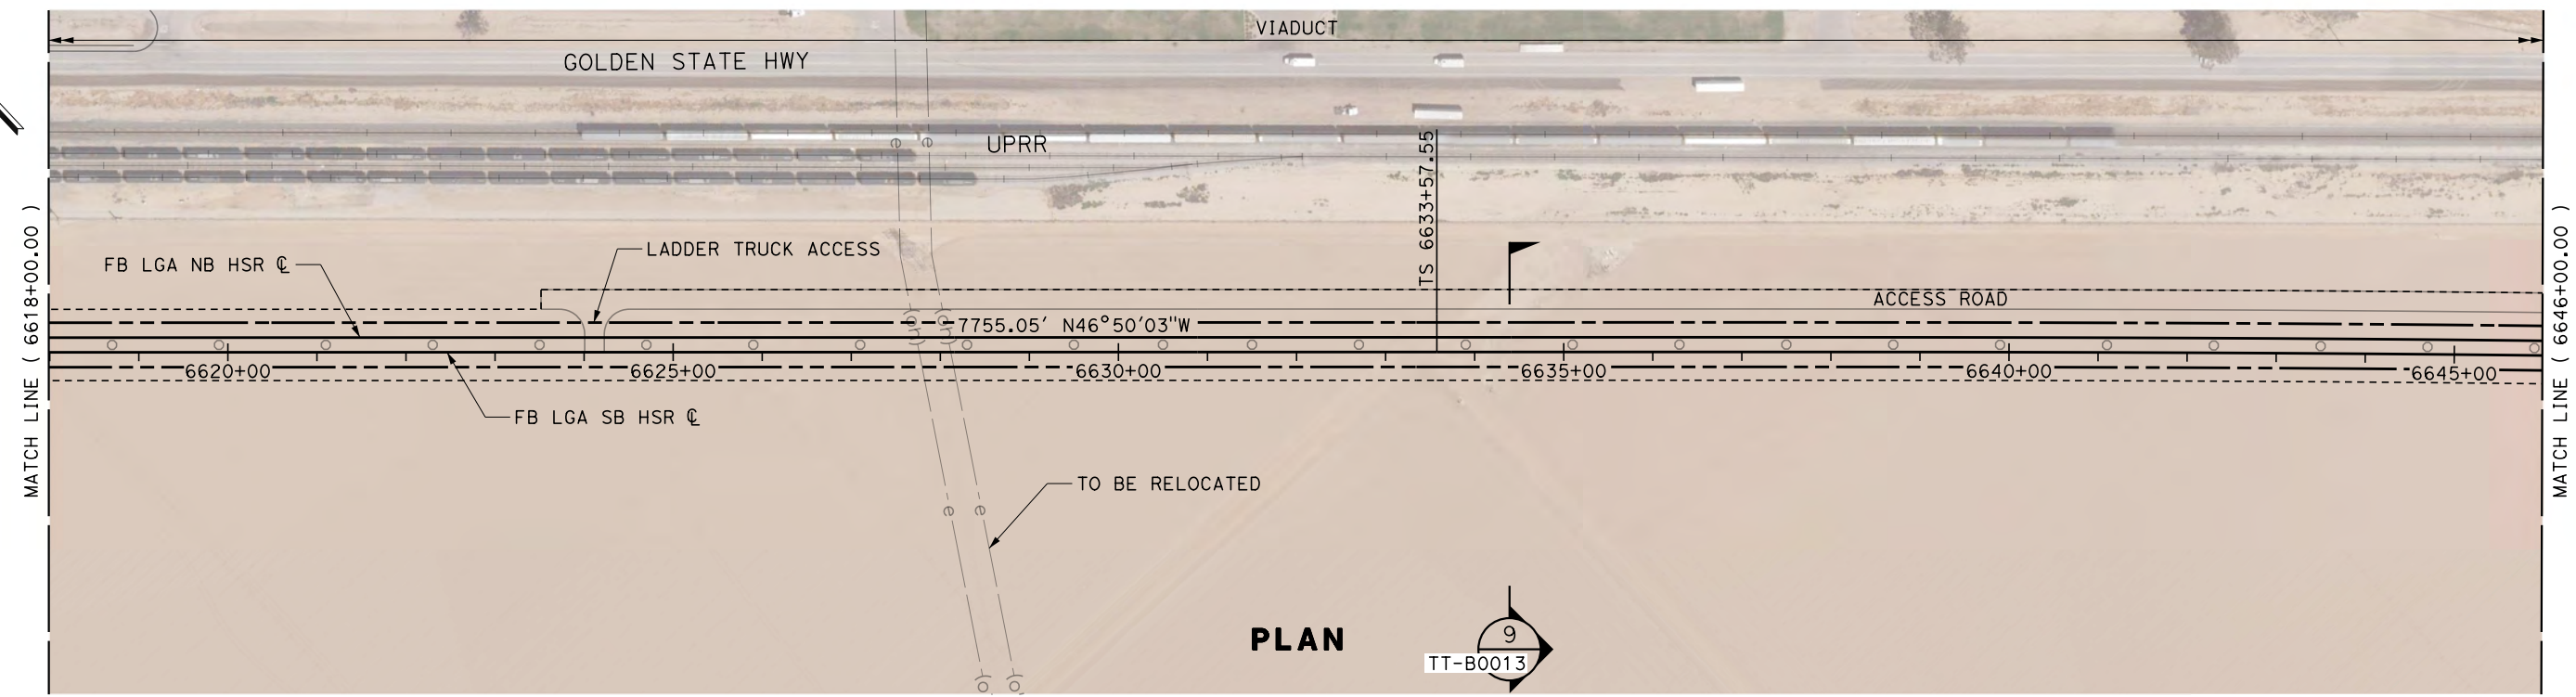 VIADUCT
GOLDEN STATE HWY
UPRR
TS 6633+57.55
MATCH LINE ( 6618+00.00 )
MATCH LINE ( 6646+00.00 )
LADDER TRUCK ACCESS
FB LGA NB HSR ℄
ACCESS ROAD
7755.05' N46°50'03"W
6620+00
6625+00
6630+00
6635+00
6640+00
6645+00
FB LGA SB HSR ℄
TO BE RELOCATED
e
e
(oh)
(oh)
e
e
PLAN
9
TT-B0013